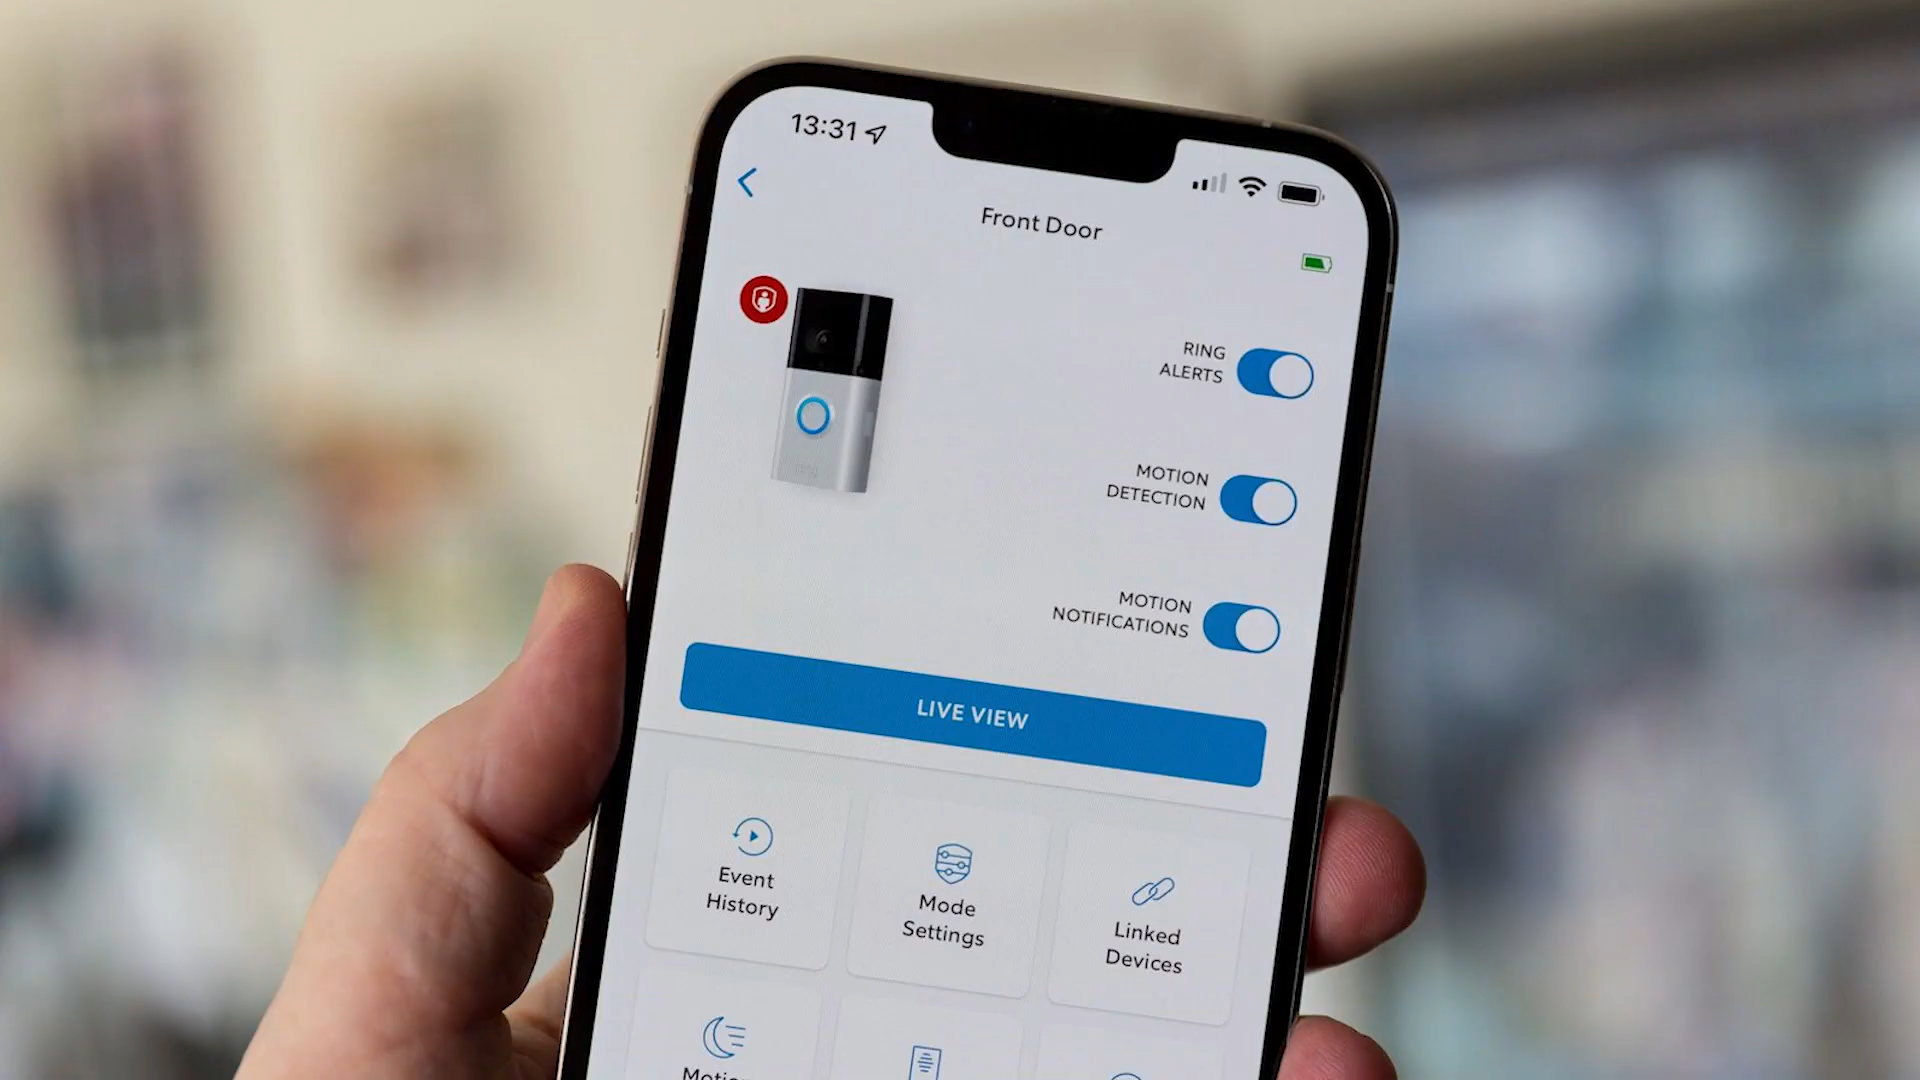 13:31
Front Door
RING
ALERTS
MOTION
DETECTION
MOTION
NOTIFICATIONS
LIVE VIEW
Event
History
Mode
Settings
Linked
Devices